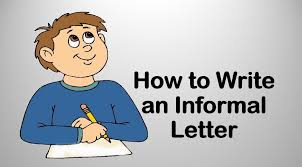 How to Write
an Informal
Letter